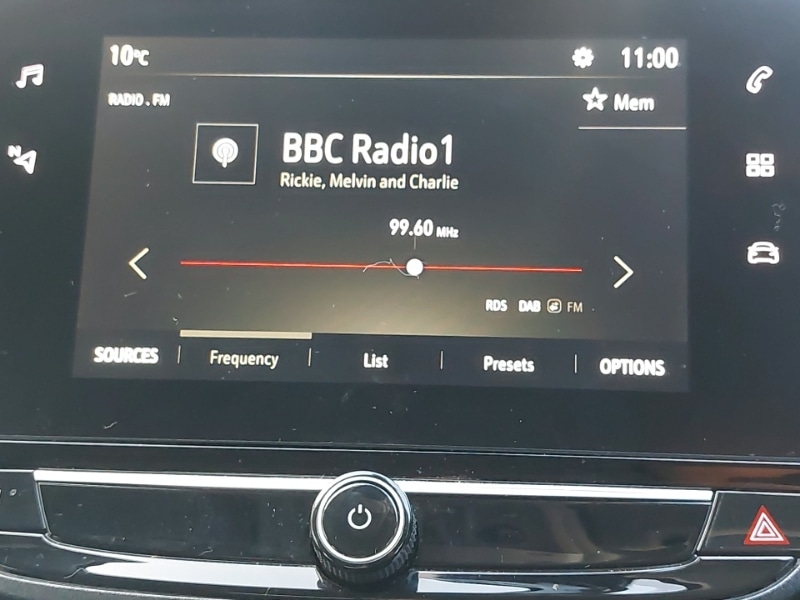 10°C 11:00
RADIO . FM Mem
BBC Radio1
Rickie, Melvin and Charlie
99.60 MHz
RDS DAB FM
SOURCES Frequency List Presets OPTIONS
N